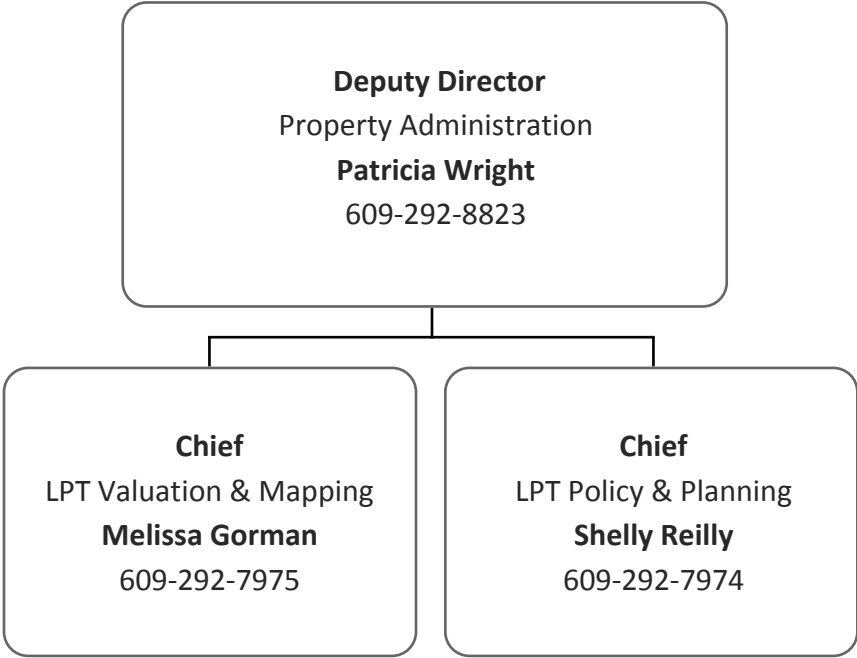 Deputy Director
Property Administration
Patricia Wright
609-292-8823
Chief
LPT Valuation & Mapping
Melissa Gorman
609-292-7975
Chief
LPT Policy & Planning
Shelly Reilly
609-292-7974